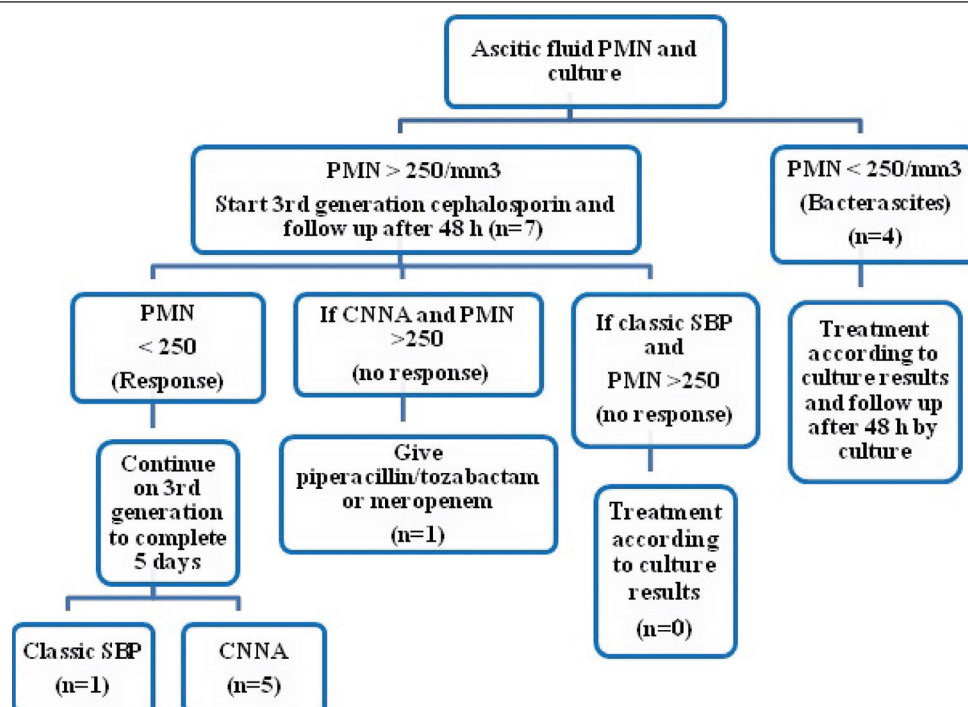 Ascitic fluid PMN and
culture
PMN > 250/mm3
Start 3rd generation cephalosporin and
follow up after 48 h (n=7)
PMN < 250/mm3
(Bacterascites)
(n=4)
PMN
< 250
(Response)
If CNNA and PMN
>250
(no response)
If classic SBP
and
PMN >250
(no response)
Treatment
according to
culture results
and follow up
after 48 h by
culture
Continue
on 3rd
generation
to complete
5 days
Give
piperacillin/tozabactam
or meropenem
(n=1)
Treatment
according
to culture
results
(n=0)
Classic SBP
(n=1)
CNNA
(n=5)